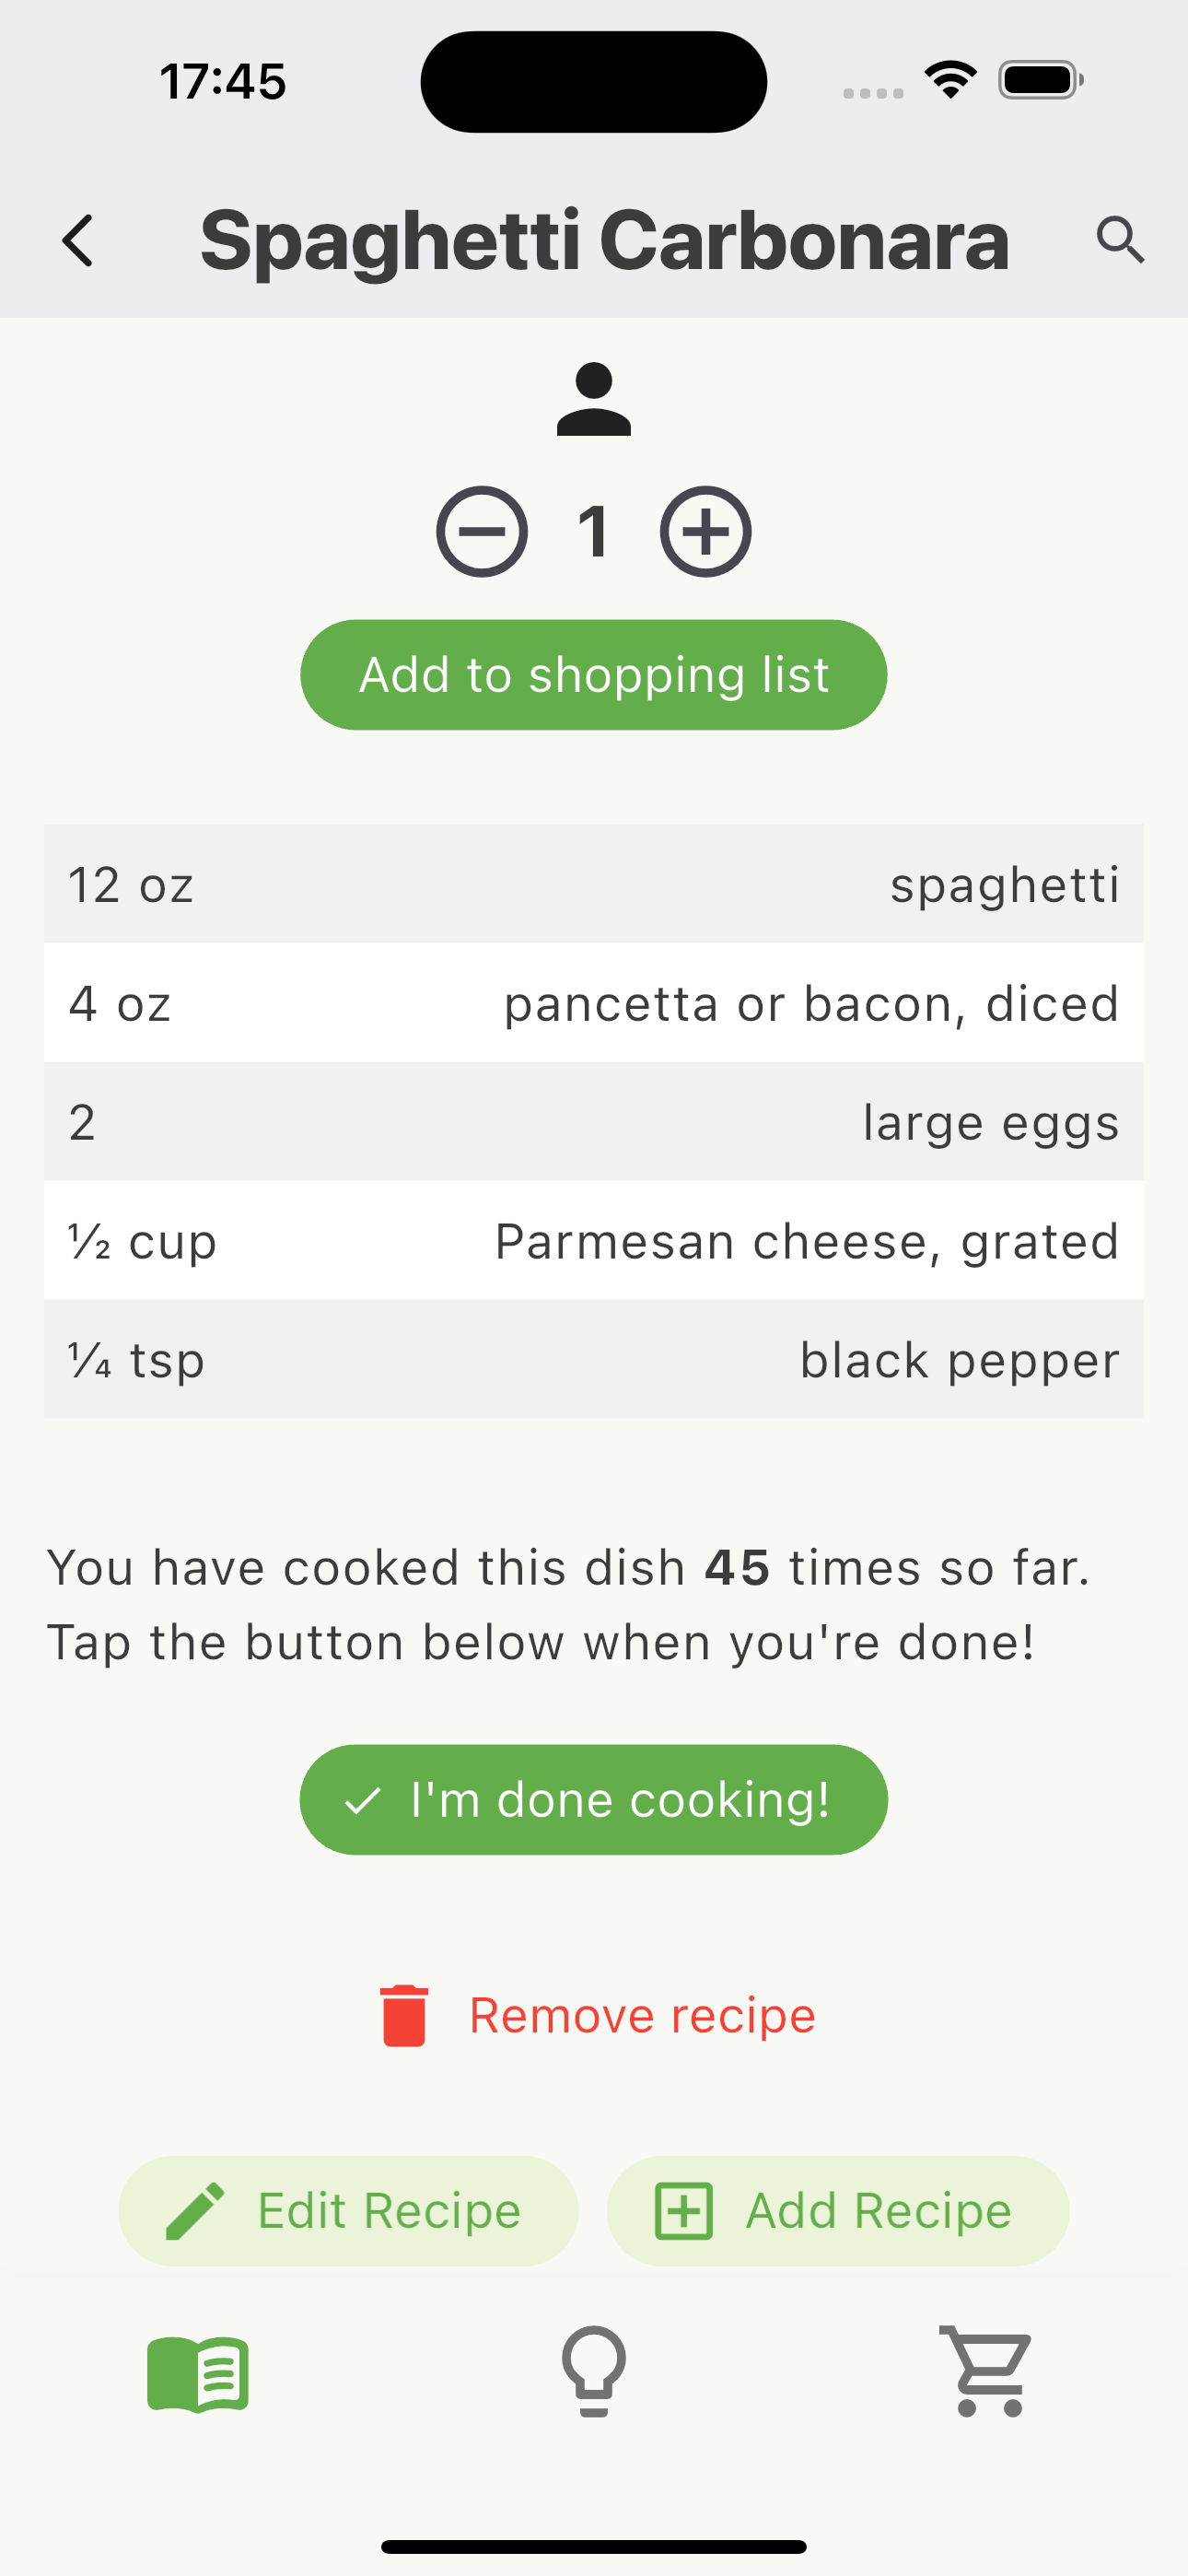 17:45
Spaghetti Carbonara
1
Add to shopping list
12 oz spaghetti
4 oz pancetta or bacon, diced
2 large eggs
½ cup Parmesan cheese, grated
¼ tsp black pepper
You have cooked this dish 45 times so far.
Tap the button below when you're done!
I'm done cooking!
Remove recipe
Edit Recipe Add Recipe